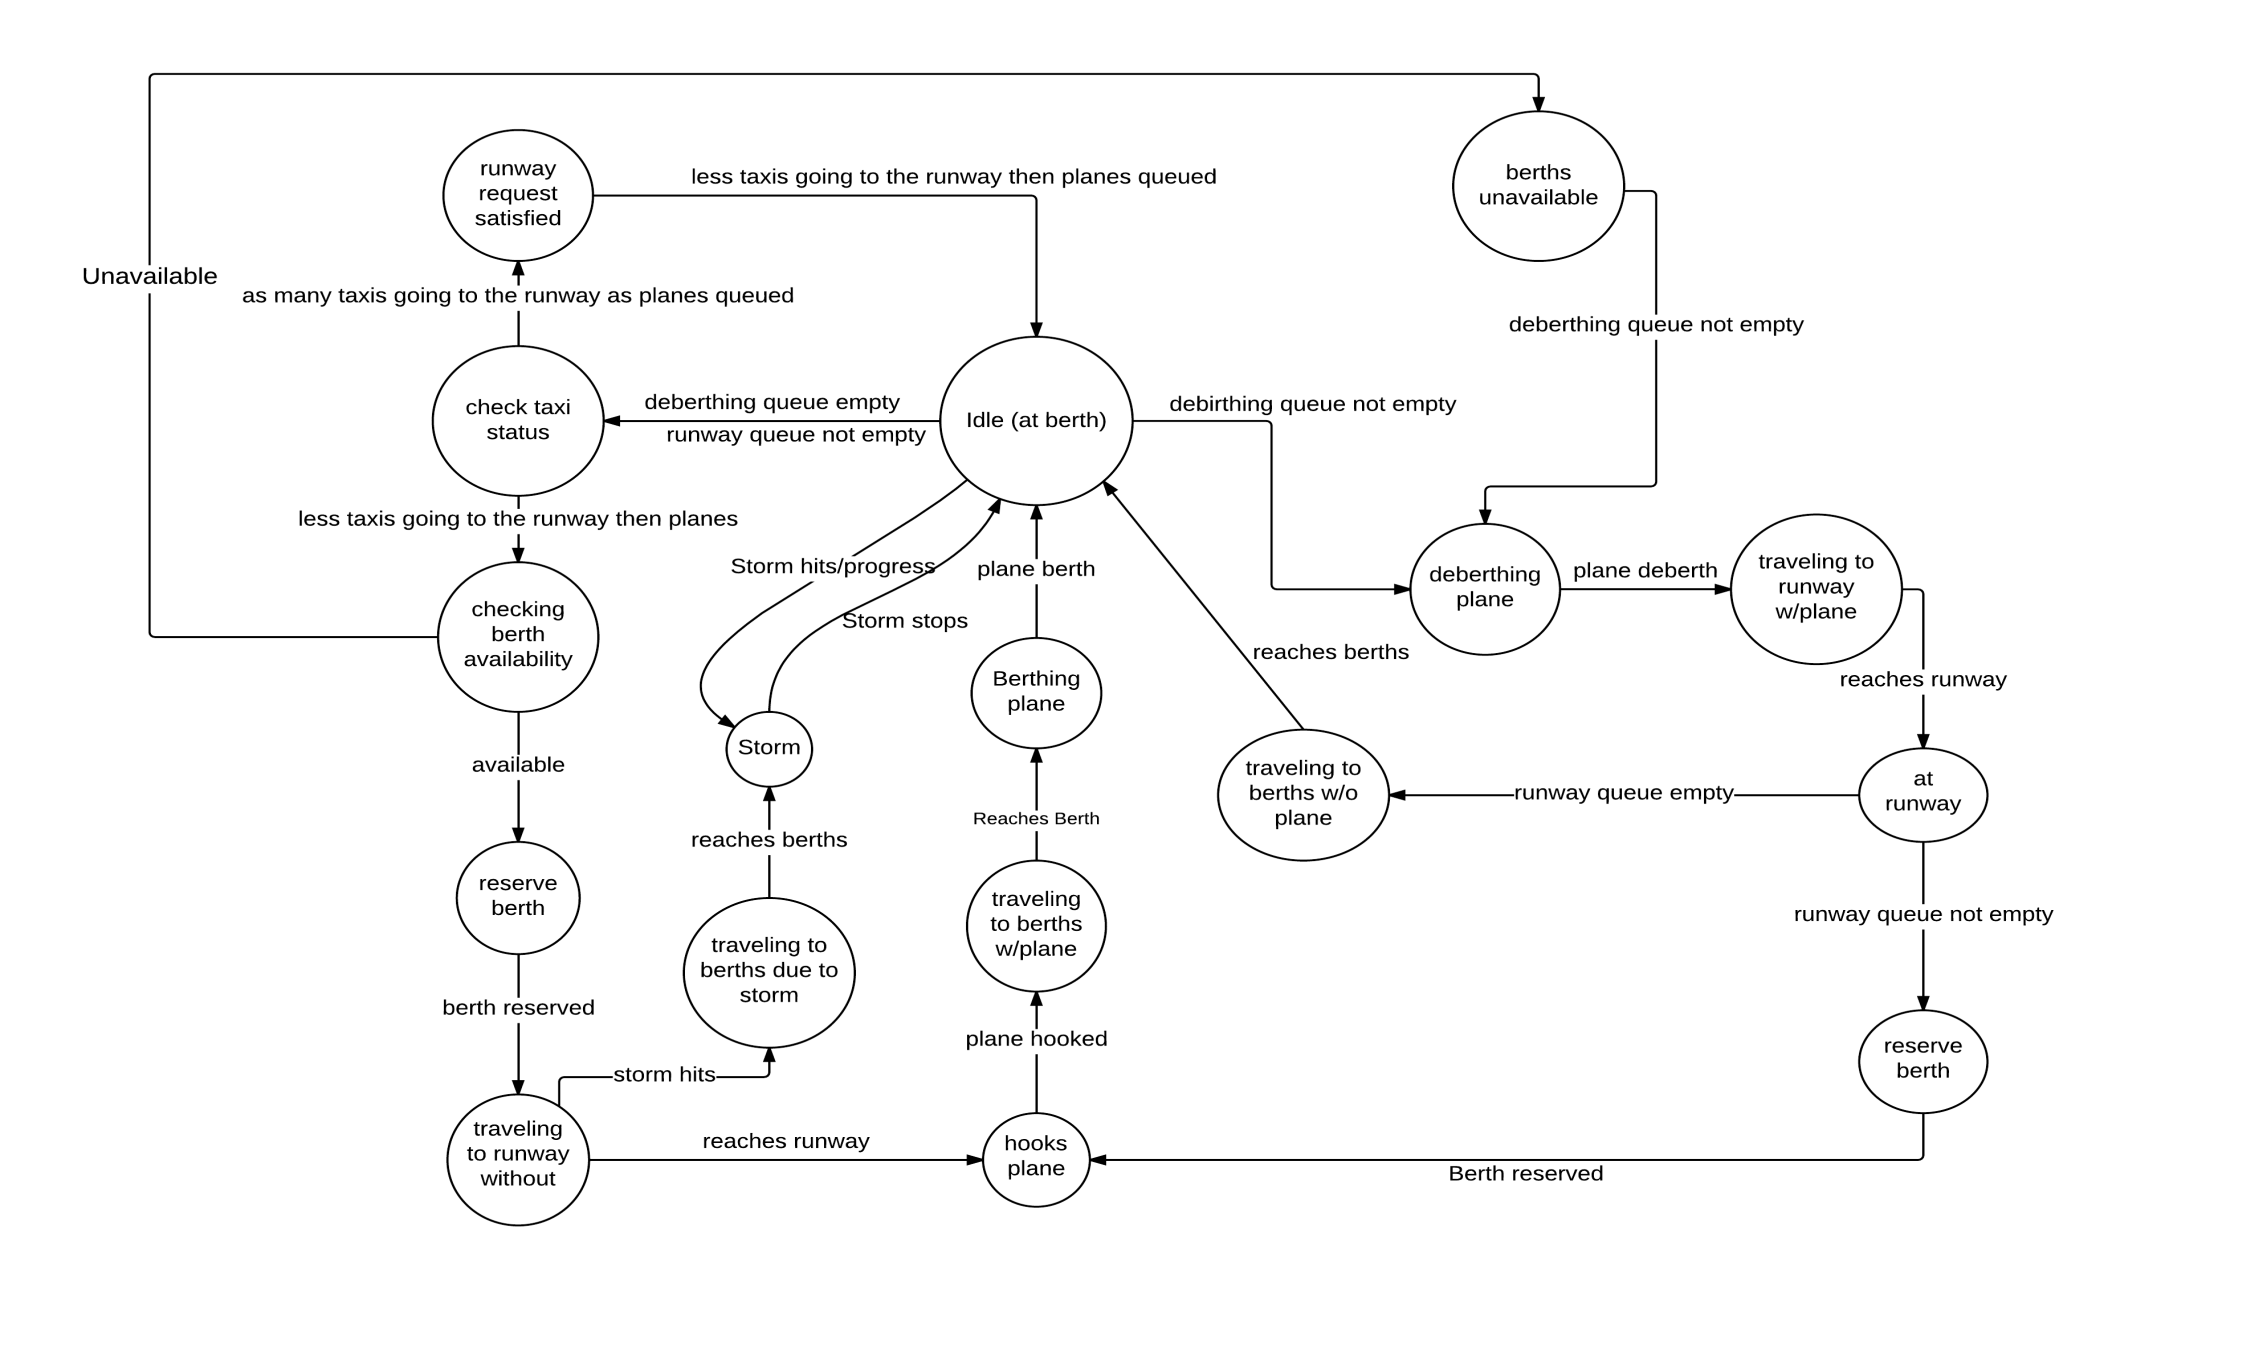 runway
request
satisfied
less taxis going to the runway then planes queued
berths
unavailable
Unavailable
as many taxis going to the runway as planes queued
deberthing queue not empty
check taxi
status
deberthing queue empty
runway queue not empty
Idle (at berth)
debirthing queue not empty
less taxis going to the runway then planes
Storm hits/progress
plane berth
deberthing
plane
plane deberth
traveling to
runway
w/plane
checking
berth
availability
Storm stops
reaches berths
reaches runway
Berthing
plane
Storm
available
traveling to
berths w/o
plane
runway queue empty
at
runway
reaches berths
Reaches Berth
reserve
berth
traveling
to berths
w/plane
runway queue not empty
traveling to
berths due to
storm
berth reserved
plane hooked
reserve
berth
storm hits
traveling
to runway
without
reaches runway
hooks
plane
Berth reserved